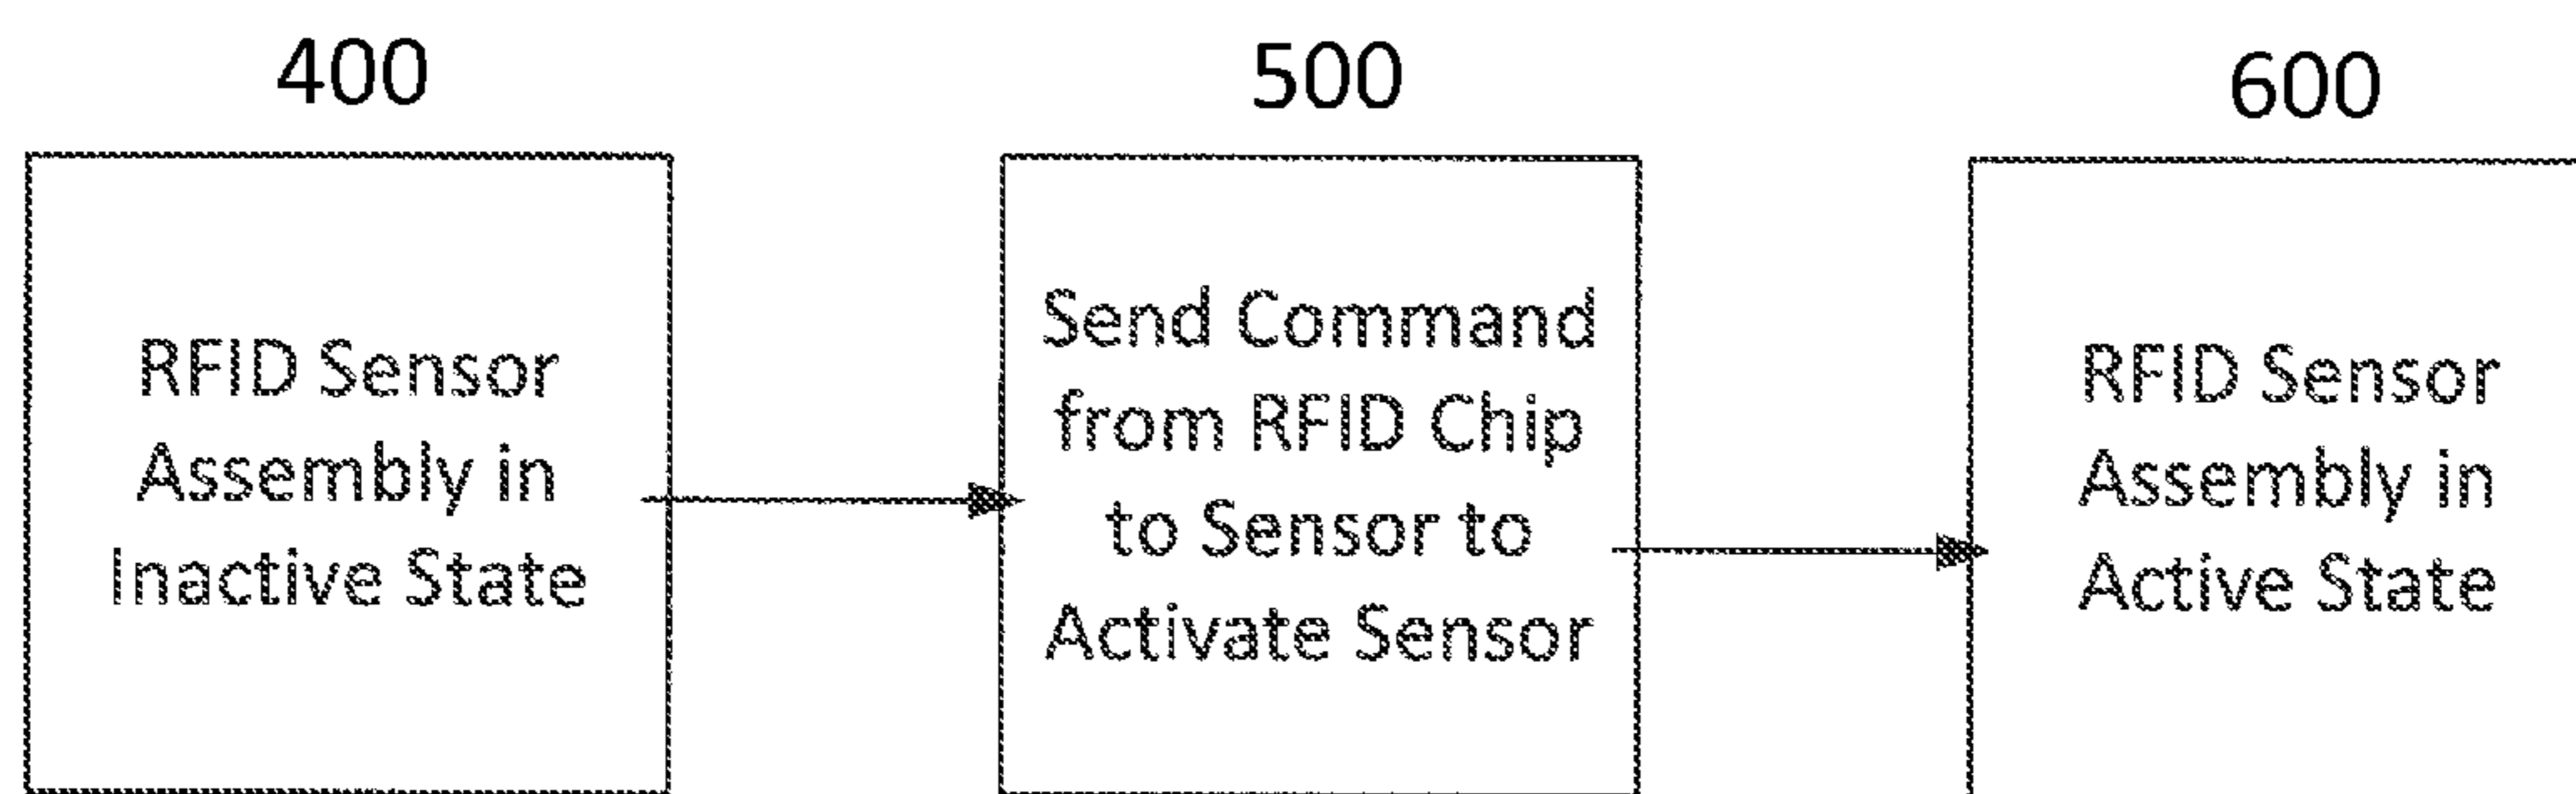 400
RFID Sensor
Assembly in
Inactive State
500
Send Command
from RFID Chip
to Sensor to
Activate Sensor
600
RFID Sensor
Assembly in
Active State